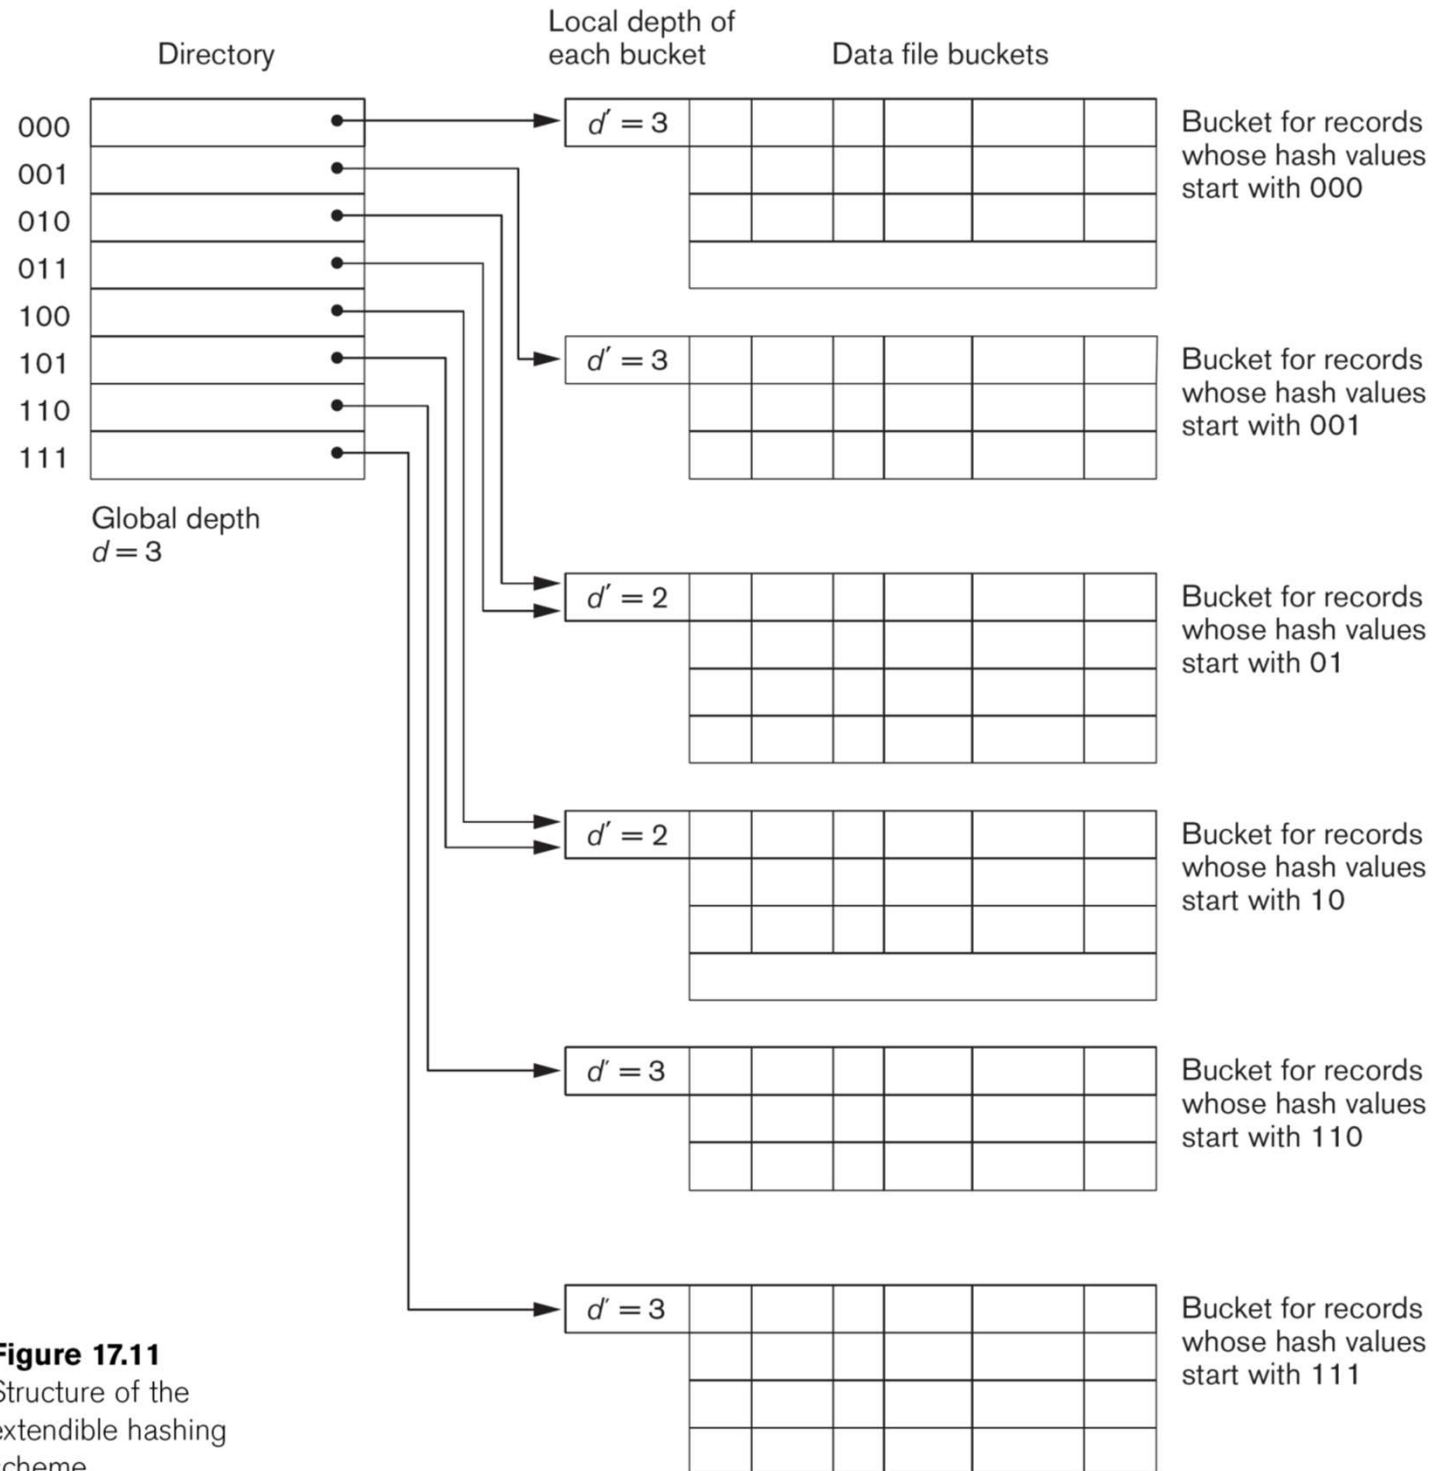 Directory
Local depth of
each bucket
Data file buckets
000
001
010
011
100
101
110
111
Global depth
d = 3
d′ = 3
Bucket for records
whose hash values
start with 000
d′ = 3
Bucket for records
whose hash values
start with 001
d′ = 2
Bucket for records
whose hash values
start with 01
d′ = 2
Bucket for records
whose hash values
start with 10
d′ = 3
Bucket for records
whose hash values
start with 110
d′ = 3
Bucket for records
whose hash values
start with 111
Figure 17.11
Structure of the
extendible hashing
scheme